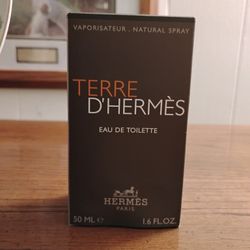 VAPORISATEUR . NATURAL SPRAY
TERRE
D'HERMÈS
EAU DE TOILETTE
HERMÈS
PARIS
50 ML ℮ 1.6 FL.OZ.